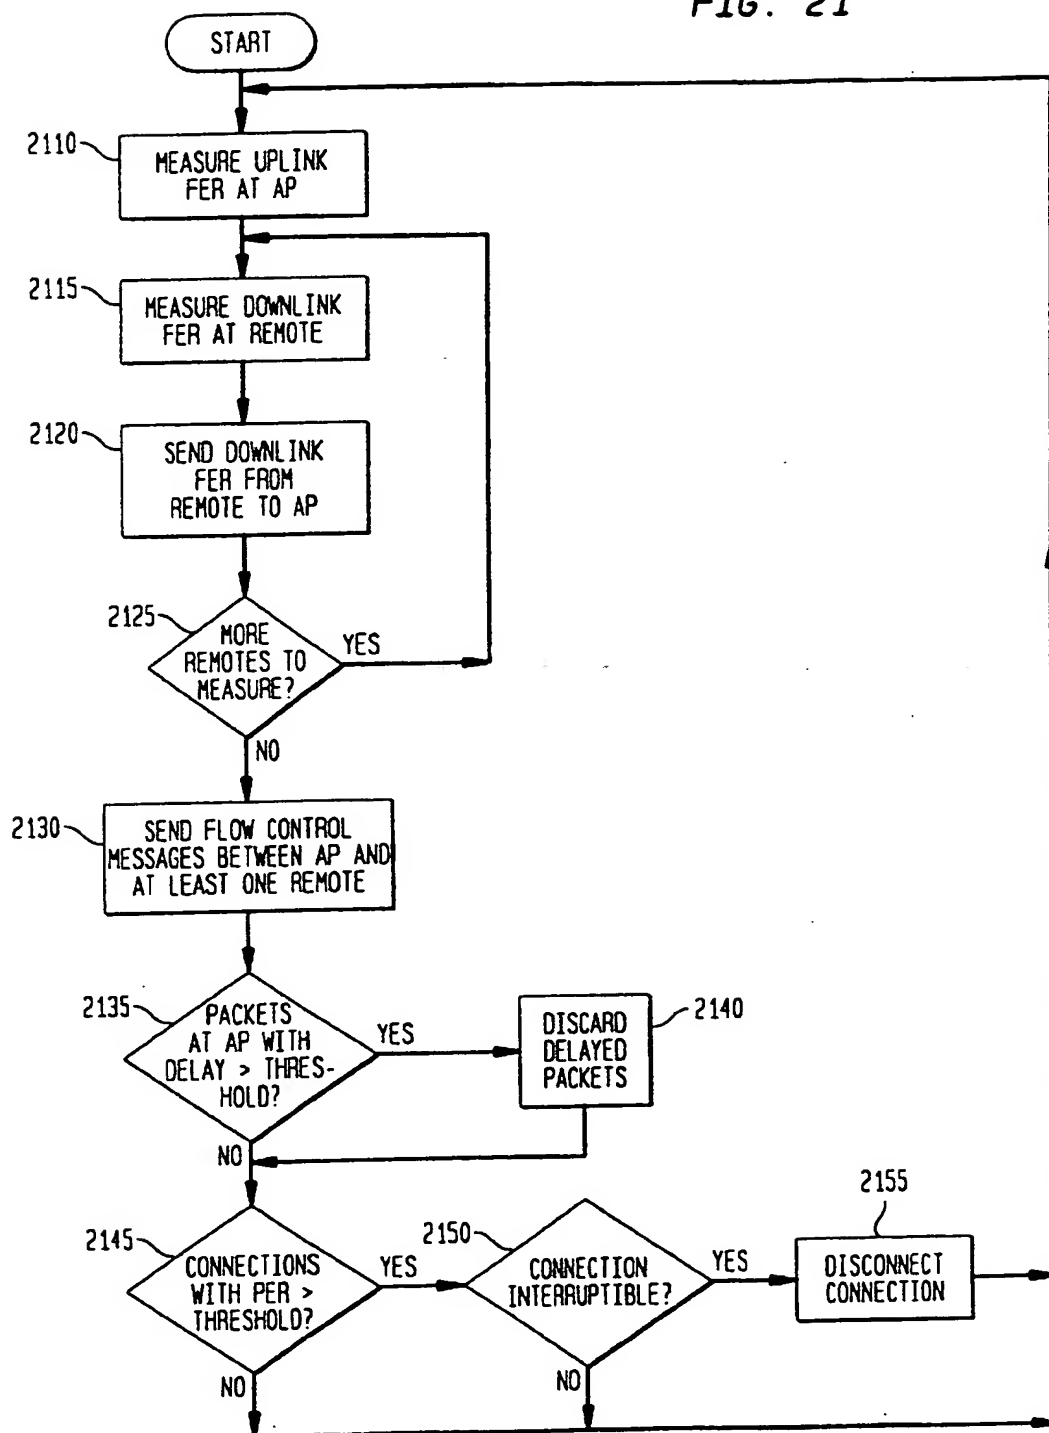 FIG. 21
START
2110
MEASURE UPLINK
FER AT AP
2115
MEASURE DOWNLINK
FER AT REMOTE
2120
SEND DOWNLINK
FER FROM
REMOTE TO AP
2125
MORE
REMOTES TO
MEASURE?
YES
NO
2130
SEND FLOW CONTROL
MESSAGES BETWEEN AP AND
AT LEAST ONE REMOTE
2135
PACKETS
AT AP WITH
DELAY > THRES-
HOLD?
YES
NO
DISCARD
DELAYED
PACKETS
2140
2145
CONNECTIONS
WITH PER >
THRESHOLD?
YES
NO
2150
CONNECTION
INTERRUPTIBLE?
YES
NO
2155
DISCONNECT
CONNECTION